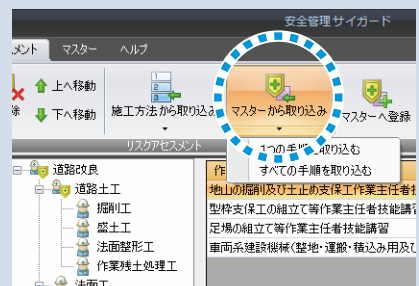 安全管理サイガード
メント マスター ヘルプ
上へ移動
除 下へ移動
施工方法から取り込み
マスターから取り込み
マスターへ登録
リスクアセスメント
1つの手順を取り込む
すべての手順を取り込む
道路改良
道路土工
掘削工
盛土工
法面整形工
作業残土処理工
法面工
作
地山の掘削及び土止め支保工作業主任者技
型枠支保工の組立て等作業主任者技能講習
足場の組立て等作業主任者技能講習
車両系建設機械(整地・運搬・積込み用及び